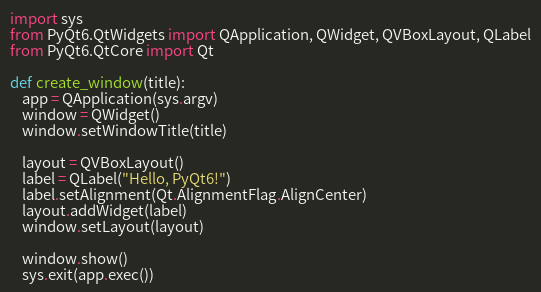 import sys
from PyQt6.QtWidgets import QApplication, QWidget, QVBoxLayout, QLabel
from PyQt6.QtCore import Qt

def create_window(title):
    app = QApplication(sys.argv)
    window = QWidget()
    window.setWindowTitle(title)

    layout = QVBoxLayout()
    label = QLabel("Hello, PyQt6!")
    label.setAlignment(Qt.AlignmentFlag.AlignCenter)
    layout.addWidget(label)
    window.setLayout(layout)

    window.show()
    sys.exit(app.exec())